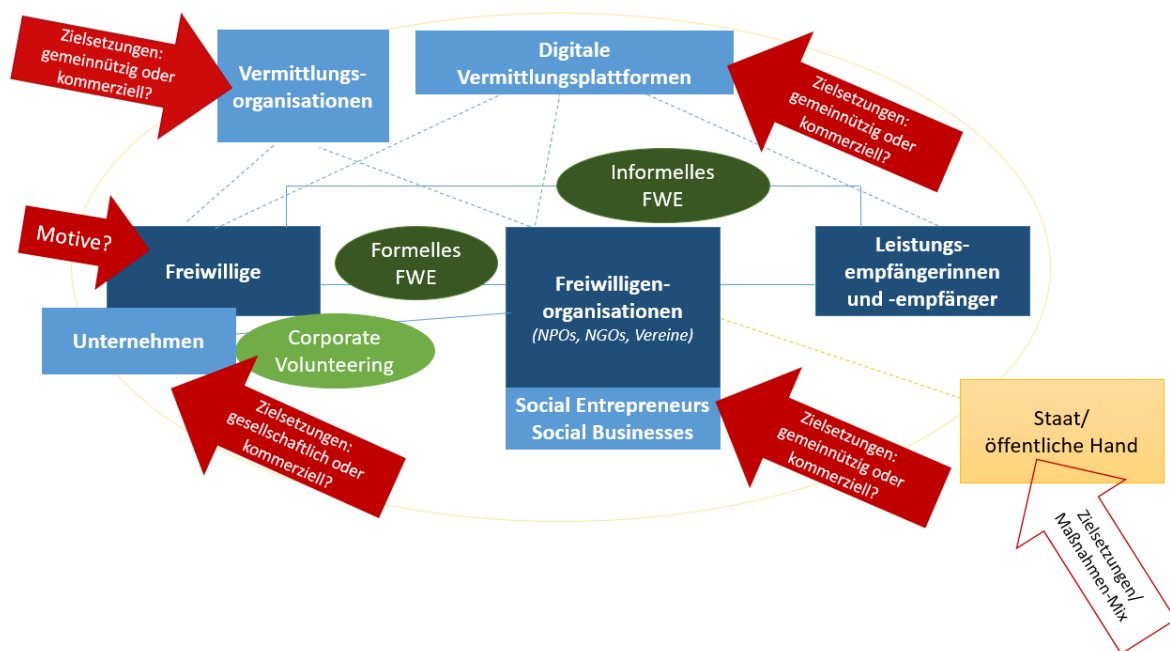 Zielsetzungen:
gemeinnützig oder
kommerziell?
Vermittlungs-
organisationen
Digitale
Vermittlungsplattformen
Zielsetzungen:
gemeinnützig oder
kommerziell?
Informelles
FWE
Motive?
Freiwillige
Formelles
FWE
Freiwilligen-
organisationen
(NPOs, NGOs, Vereine)
Leistungs-
empfängerinnen
und -empfänger
Unternehmen
Corporate
Volunteering
Social Entrepreneurs
Social Businesses
Zielsetzungen:
gesellschaftlich oder
kommerziell?
Zielsetzungen:
gemeinnützig oder
kommerziell?
Staat/
öffentliche Hand
Zielsetzungen/
Maßnahmen-Mix